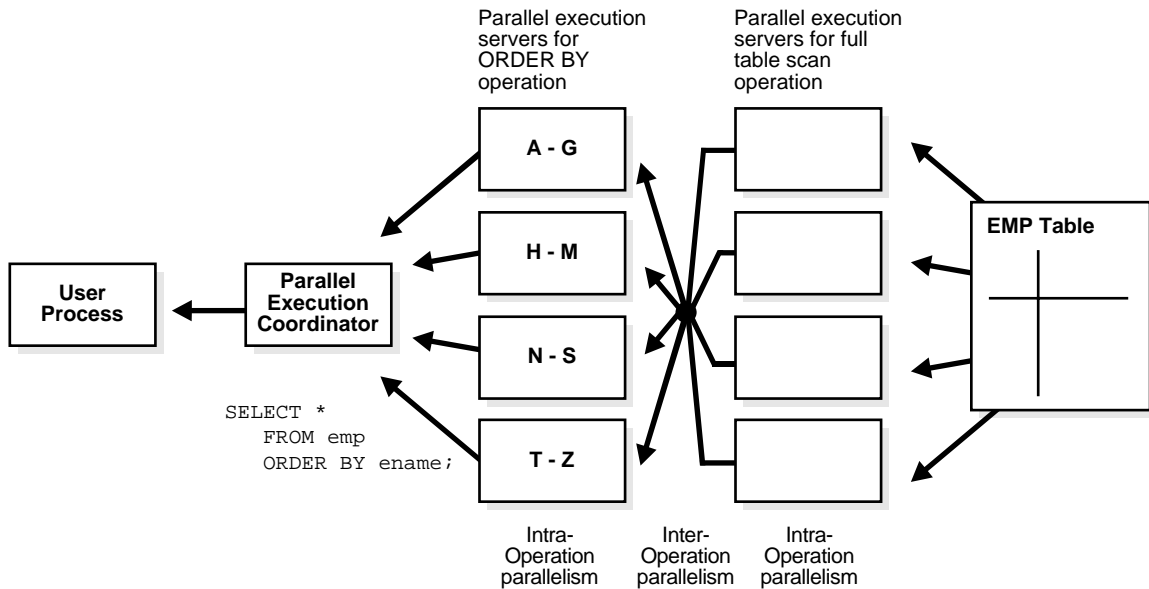 Parallel execution
servers for
ORDER BY
operation
Parallel execution
servers for full
table scan
operation
A - G
H - M
N - S
T - Z
EMP Table
User
Process
Parallel
Execution
Coordinator
SELECT *
FROM emp
ORDER BY ename;
Intra-
Operation
parallelism
Inter-
Operation
parallelism
Intra-
Operation
parallelism